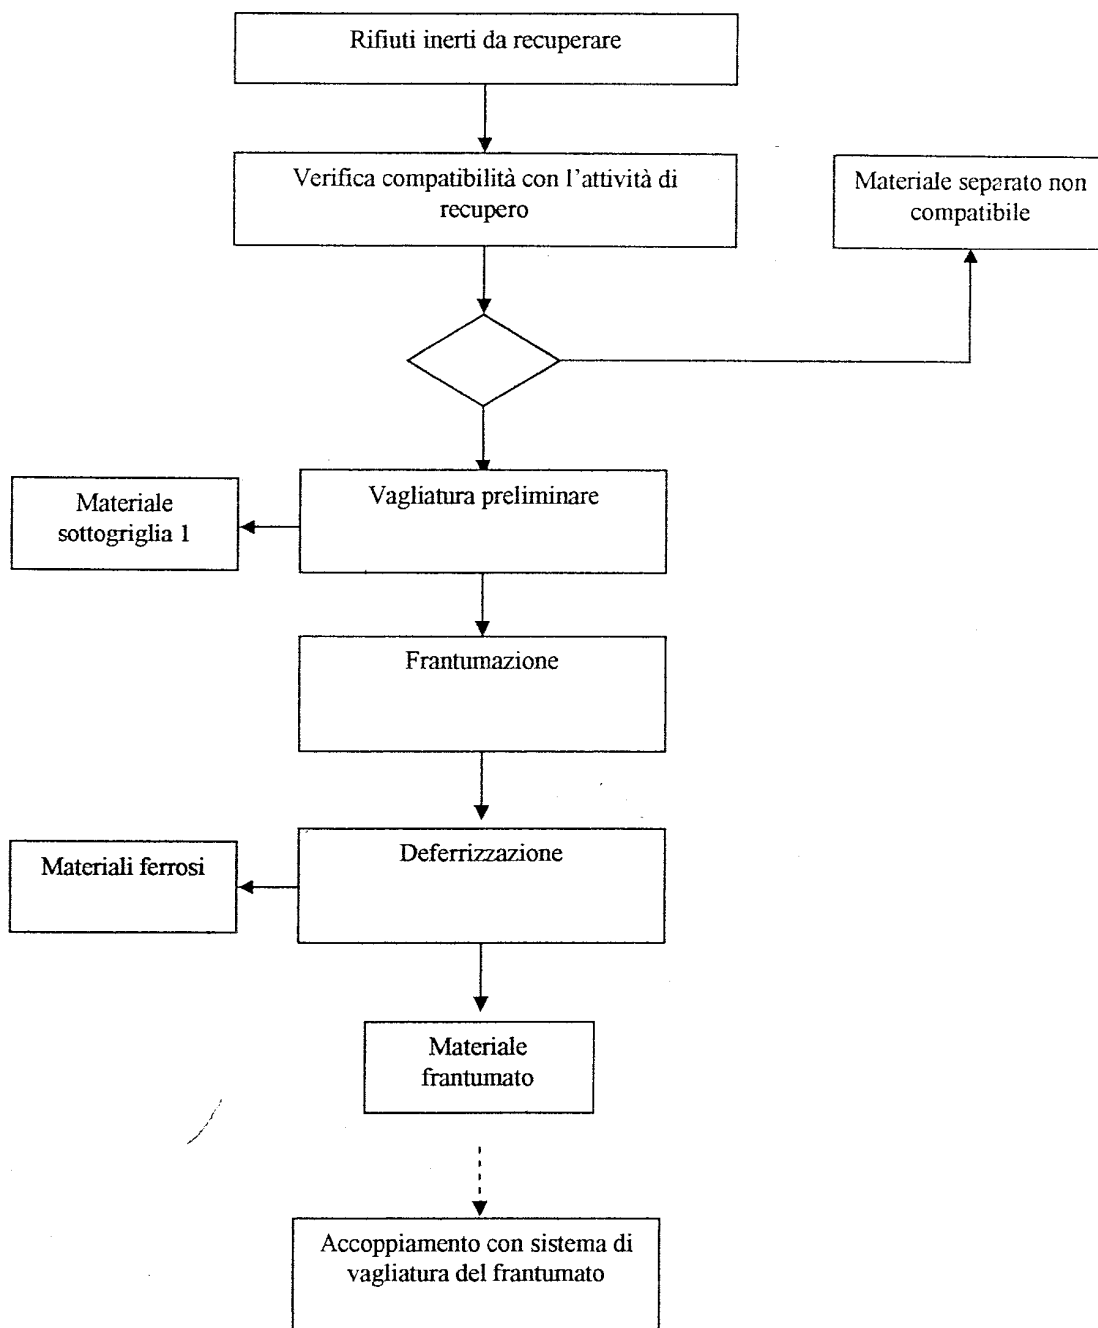 Rifiuti inerti da recuperare
Verifica compatibilità con l'attività di
recupero
Materiale separato non
compatibile
Vagliatura preliminare
Materiale
sottogriglia 1
Frantumazione
Deferrizzazione
Materiali ferrosi
Materiale
frantumato
Accoppiamento con sistema di
vagliatura del frantumato